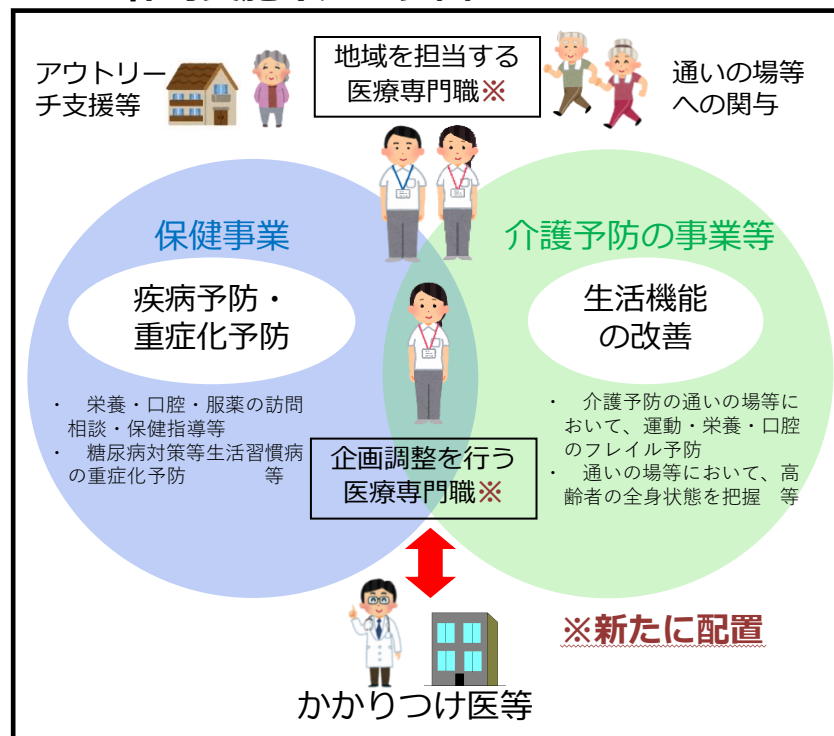 地域を担当する
医療専門職※
アウトリー
チ支援等
通いの場等
への関与
保健事業
疾病予防・
重症化予防
・　栄養・口腔・服薬の訪問
相談・保健指導等
・　糖尿病対策等生活習慣病
の重症化予防　　　　等
介護予防の事業等
生活機能
の改善
・　介護予防の通いの場等に
おいて、運動・栄養・口腔
のフレイル予防
・　通いの場等において、高
齢者の全身状態を把握　等
企画調整を行う
医療専門職※
※新たに配置
かかりつけ医等